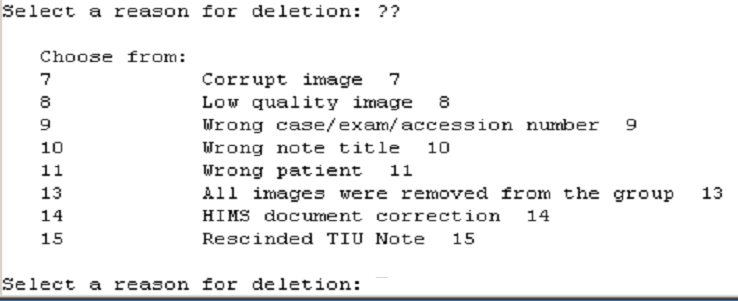 Select a reason for deletion: ??
Choose from:
7 Corrupt image 7
8 Low quality image 8
9 Wrong case/exam/accession number 9
10 Wrong note title 10
11 Wrong patient 11
13 All images were removed from the group 13
14 HIMS document correction 14
15 Rescinded TIU Note 15
Select a reason for deletion: